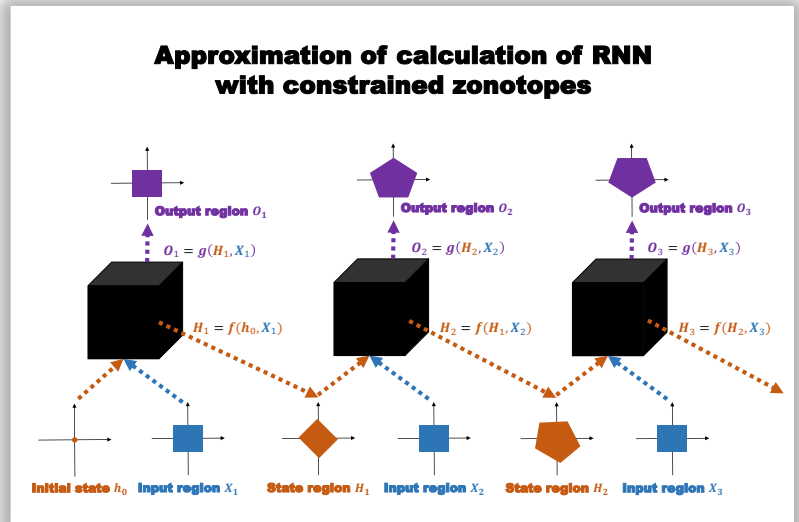 Approximation of calculation of RNN
with constrained zonotopes
Output region O₁
Output region O₂
Output region O₃
O₁ = g(H₁,X₁)
O₂ = g(H₂,X₂)
O₃ = g(H₃,X₃)
H₁ = f(h₀,X₁)
H₂ = f(H₁,X₂)
H₃ = f(H₂,X₃)
Initial state h₀
Input region X₁
State region H₁
Input region X₂
State region H₂
Input region X₃